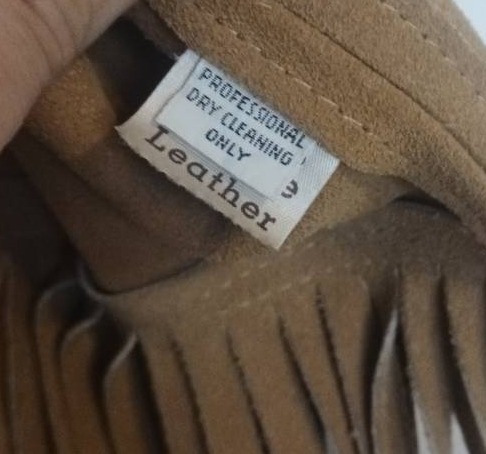 PROFESSIONAL
DRY CLEANING
ONLY
Leather